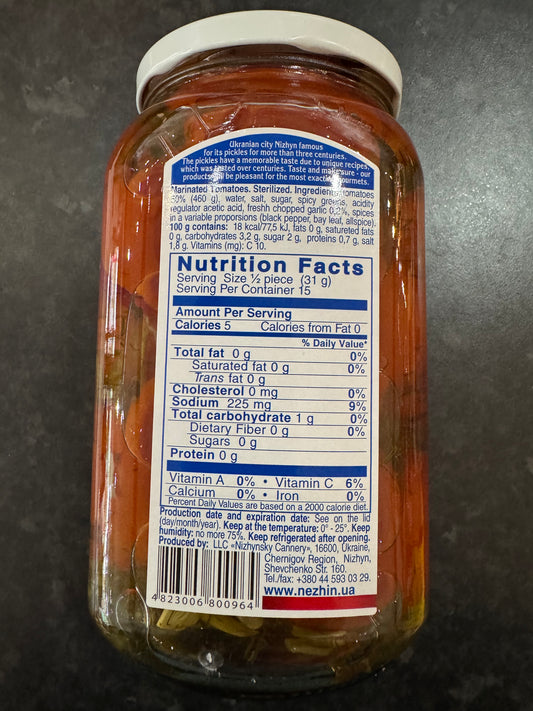 Ukranian city Nizhyn famous
for its pickles for more than three centuries.
The pickles have a memorable taste due to unique recipes,
which was tested over centuries. Taste and make sure - our
products will be pleasant for the most exacting gourmets.
Marinated Tomatoes. Sterilized. Ingredients: tomatoes
50% (460 g), water, salt, sugar, spicy greens, acidity
regulator acetic acid, fresh chopped garlic 0,2%, spices
in a variable proporsions (black pepper, bay leaf, allspice).
100 g contains: 18 kcal/77,5 kJ, fats 0 g, saturated fats
0 g, carbohydrates 3,2 g, sugar 2 g, proteins 0,7 g, salt
1,8 g. Vitamins (mg): C 10.
Nutrition Facts
Serving Size ½ piece (31 g)
Serving Per Container 15
Amount Per Serving
Calories 5 Calories from Fat 0
% Daily Value*
Total fat 0 g 0%
Saturated fat 0 g 0%
Trans fat 0 g
Cholesterol 0 mg 0%
Sodium 225 mg 9%
Total carbohydrate 1 g 0%
Dietary Fiber 0 g 0%
Sugars 0 g
Protein 0 g
Vitamin A 0% • Vitamin C 6%
Calcium 0% • Iron 0%
Percent Daily Values are based on a 2000 calorie diet.
Production date and expiration date: See on the lid
(day/month/year). Keep at the temperature: 0° - 25°. Keep
humidity: no more 75%. Keep refrigerated after opening.
Produced by: LLC «Nizhynsky Cannery», 16600, Ukraine,
Chernigov Region, Nizhyn,
Shevchenko Str. 160.
Tel./fax: +380 44 593 03 29.
www.nezhin.ua
4 823006 800964